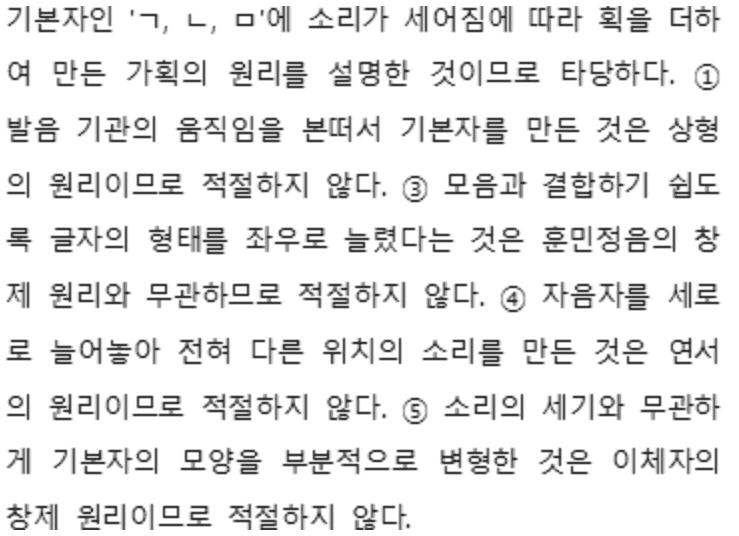 기본자인 'ㄱ, ㄴ, ㅁ'에 소리가 세어짐에 따라 획을 더하
여 만든 가획의 원리를 설명한 것이므로 타당하다. ①
발음 기관의 움직임을 본떠서 기본자를 만든 것은 상형
의 원리이므로 적절하지 않다. ③ 모음과 결합하기 쉽도
록 글자의 형태를 좌우로 늘렸다는 것은 훈민정음의 창
제 원리와 무관하므로 적절하지 않다. ④ 자음자를 세로
로 늘어놓아 전혀 다른 위치의 소리를 만든 것은 연서
의 원리이므로 적절하지 않다. ⑤ 소리의 세기와 무관하
게 기본자의 모양을 부분적으로 변형한 것은 이체자의
창제 원리이므로 적절하지 않다.